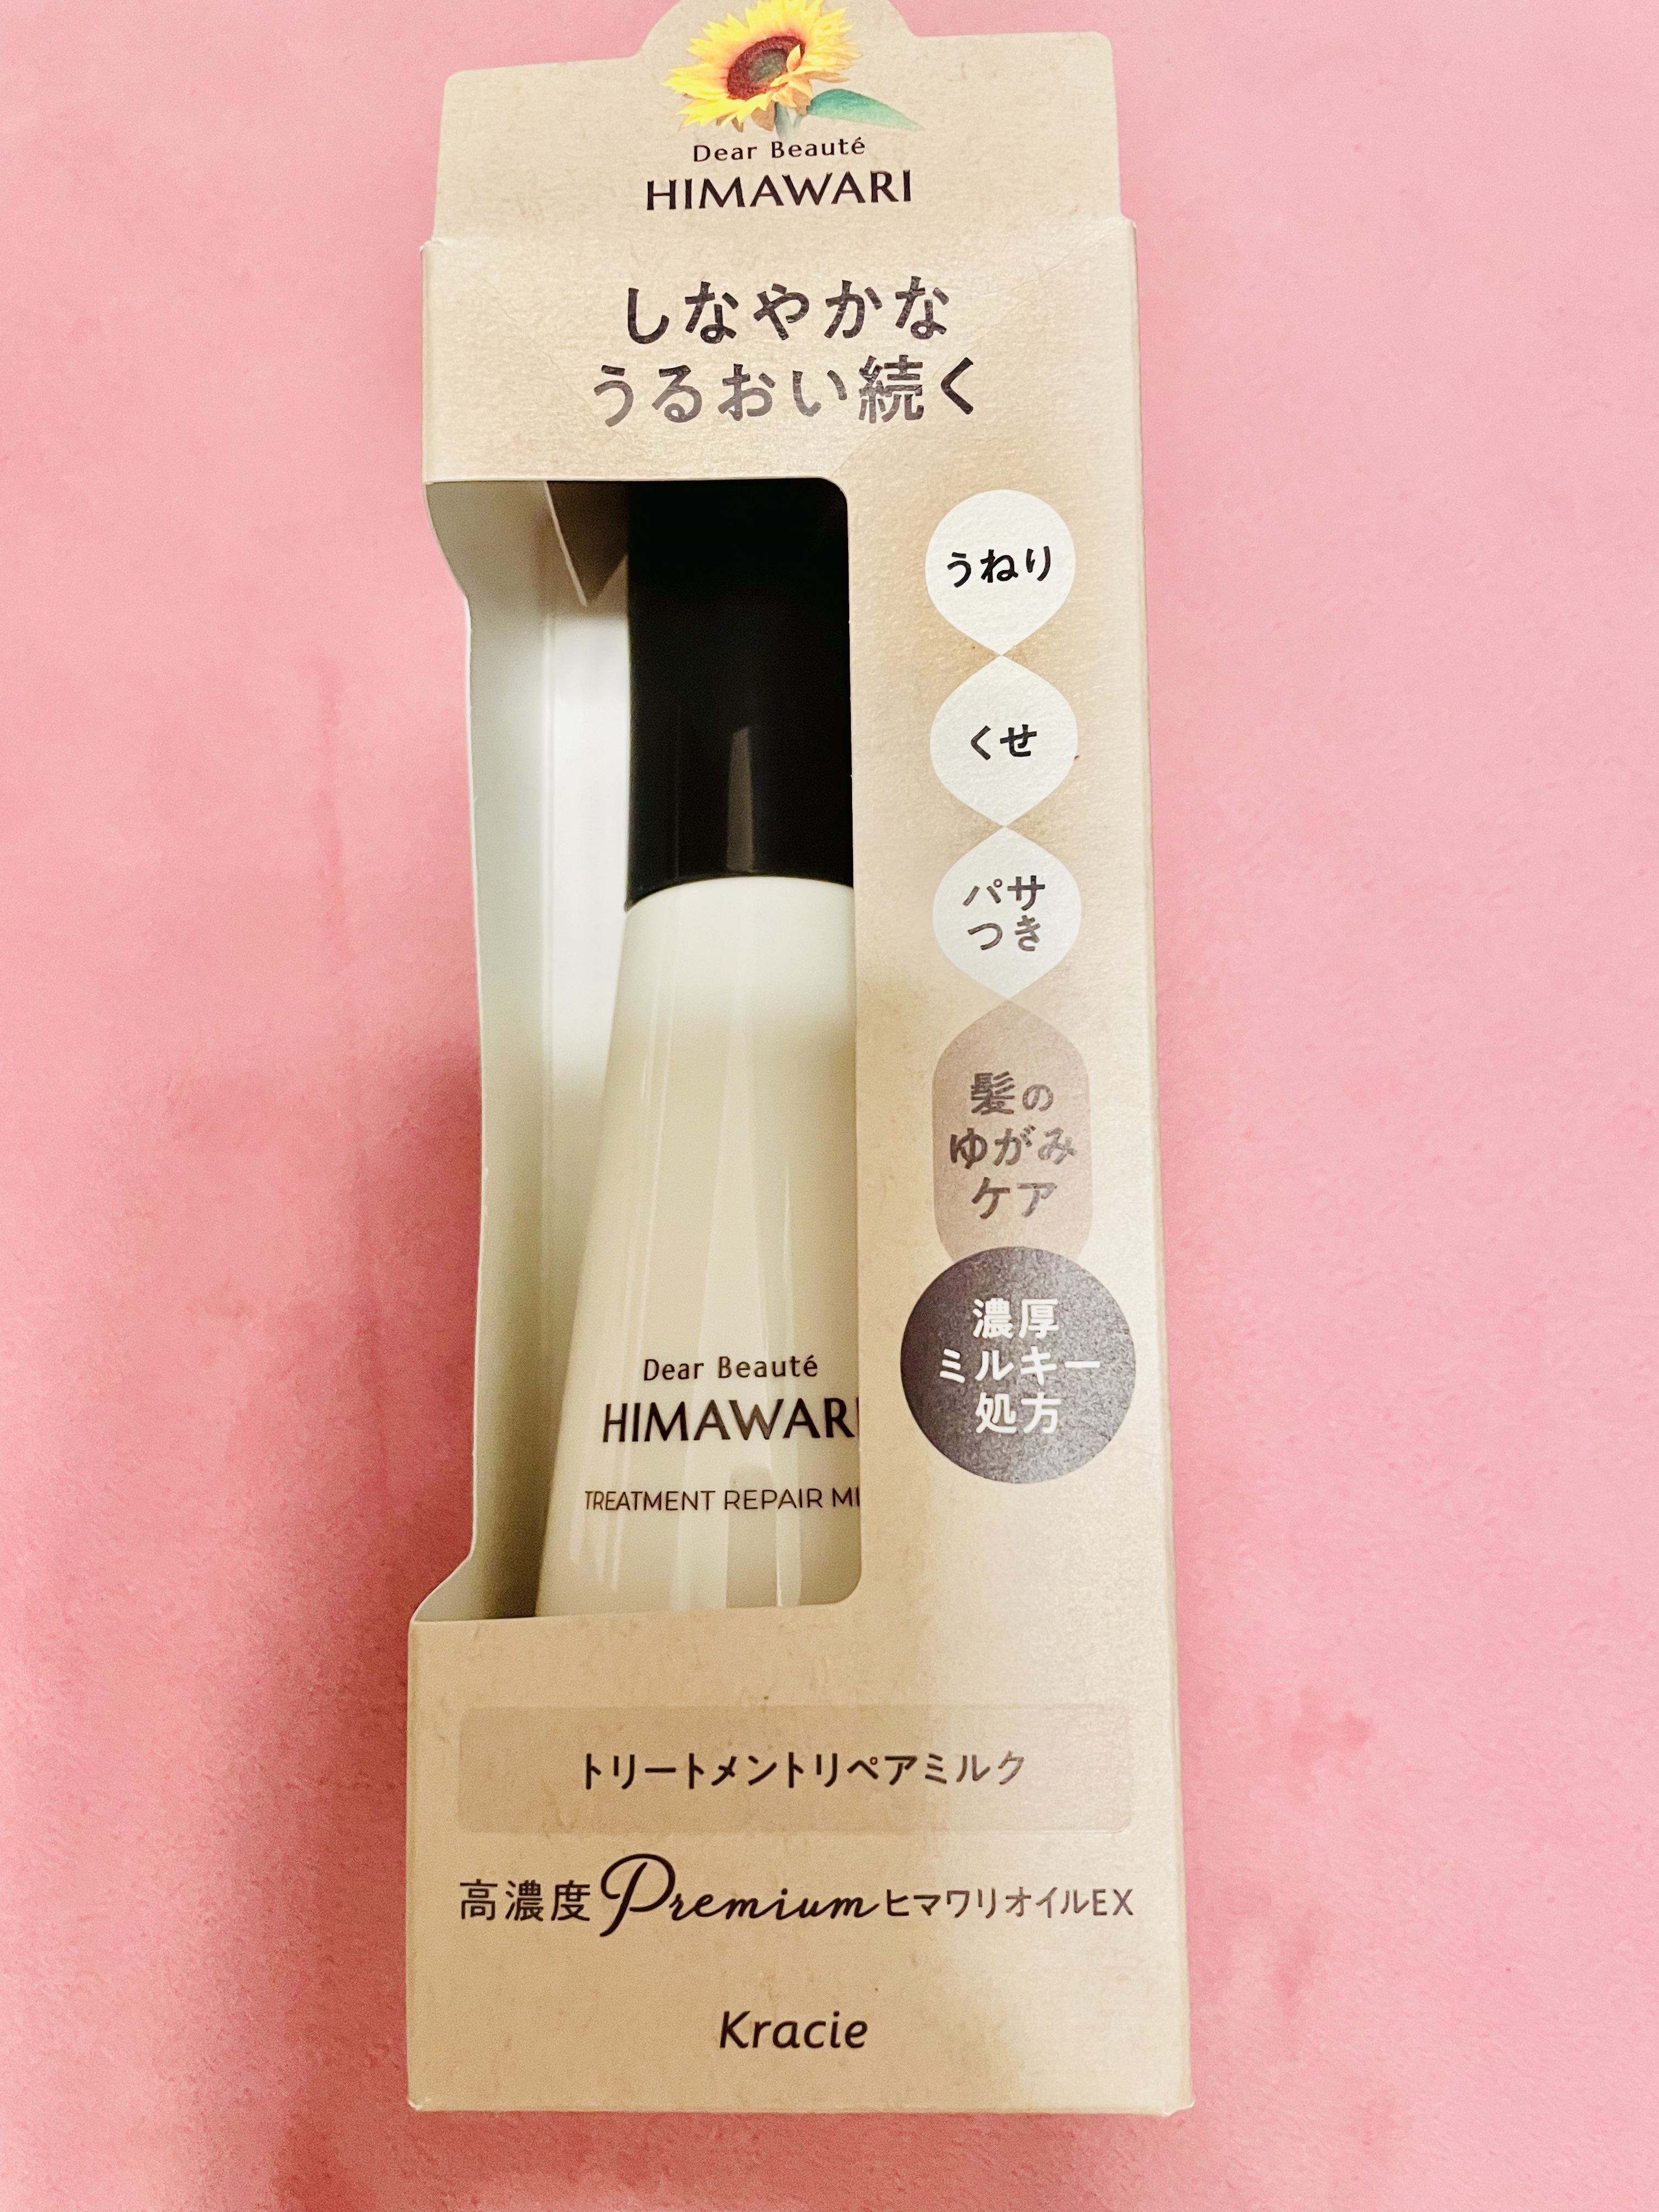 Dear Beauté
HIMAWARI
しなやかな
うるおい続く
うねり
くせ
パサ
つき
髪の
ゆがみ
ケア
濃厚
ミルキー
処方
Dear Beauté
HIMAWARI
TREATMENT REPAIR MI
トリートメントリペアミルク
高濃度PremiumヒマワリオイルEX
Kracie